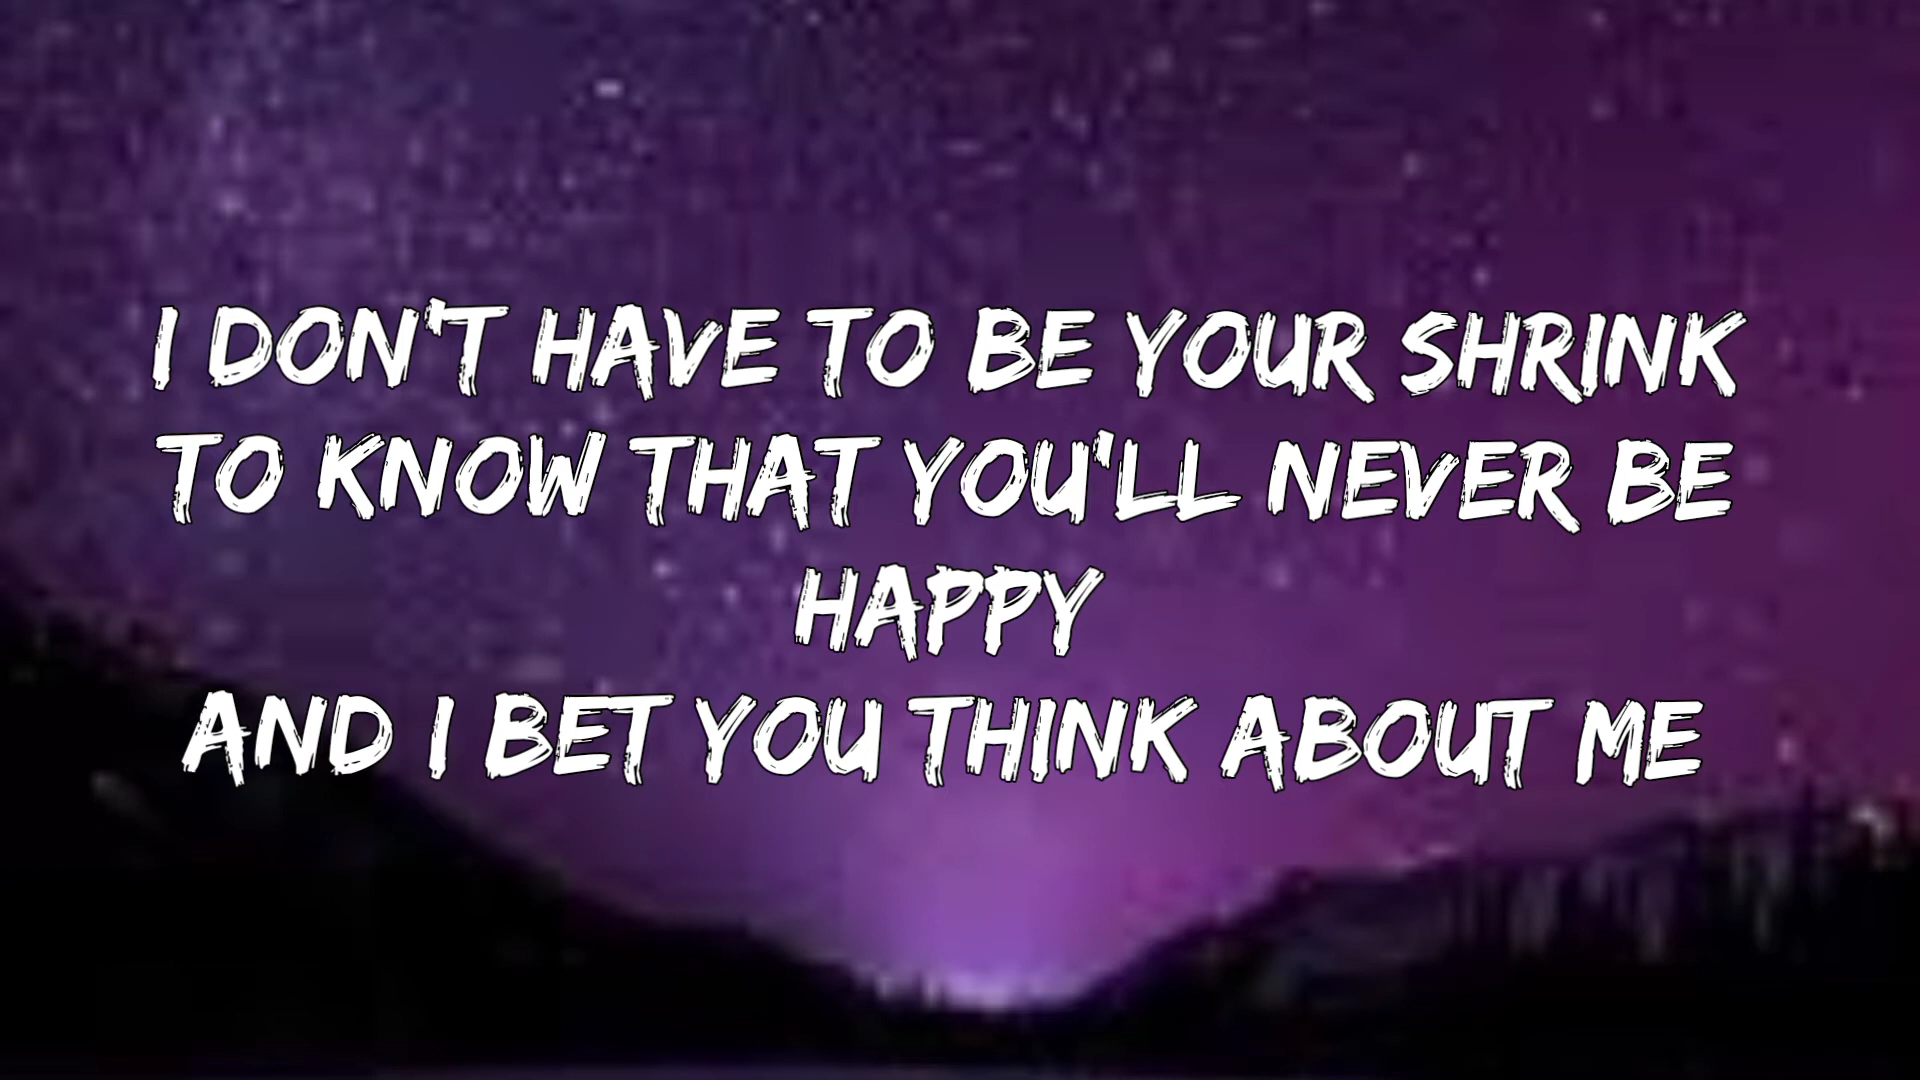 I DON'T HAVE TO BE YOUR SHRINK
TO KNOW THAT YOU'LL NEVER BE
HAPPY
AND I BET YOU THINK ABOUT ME